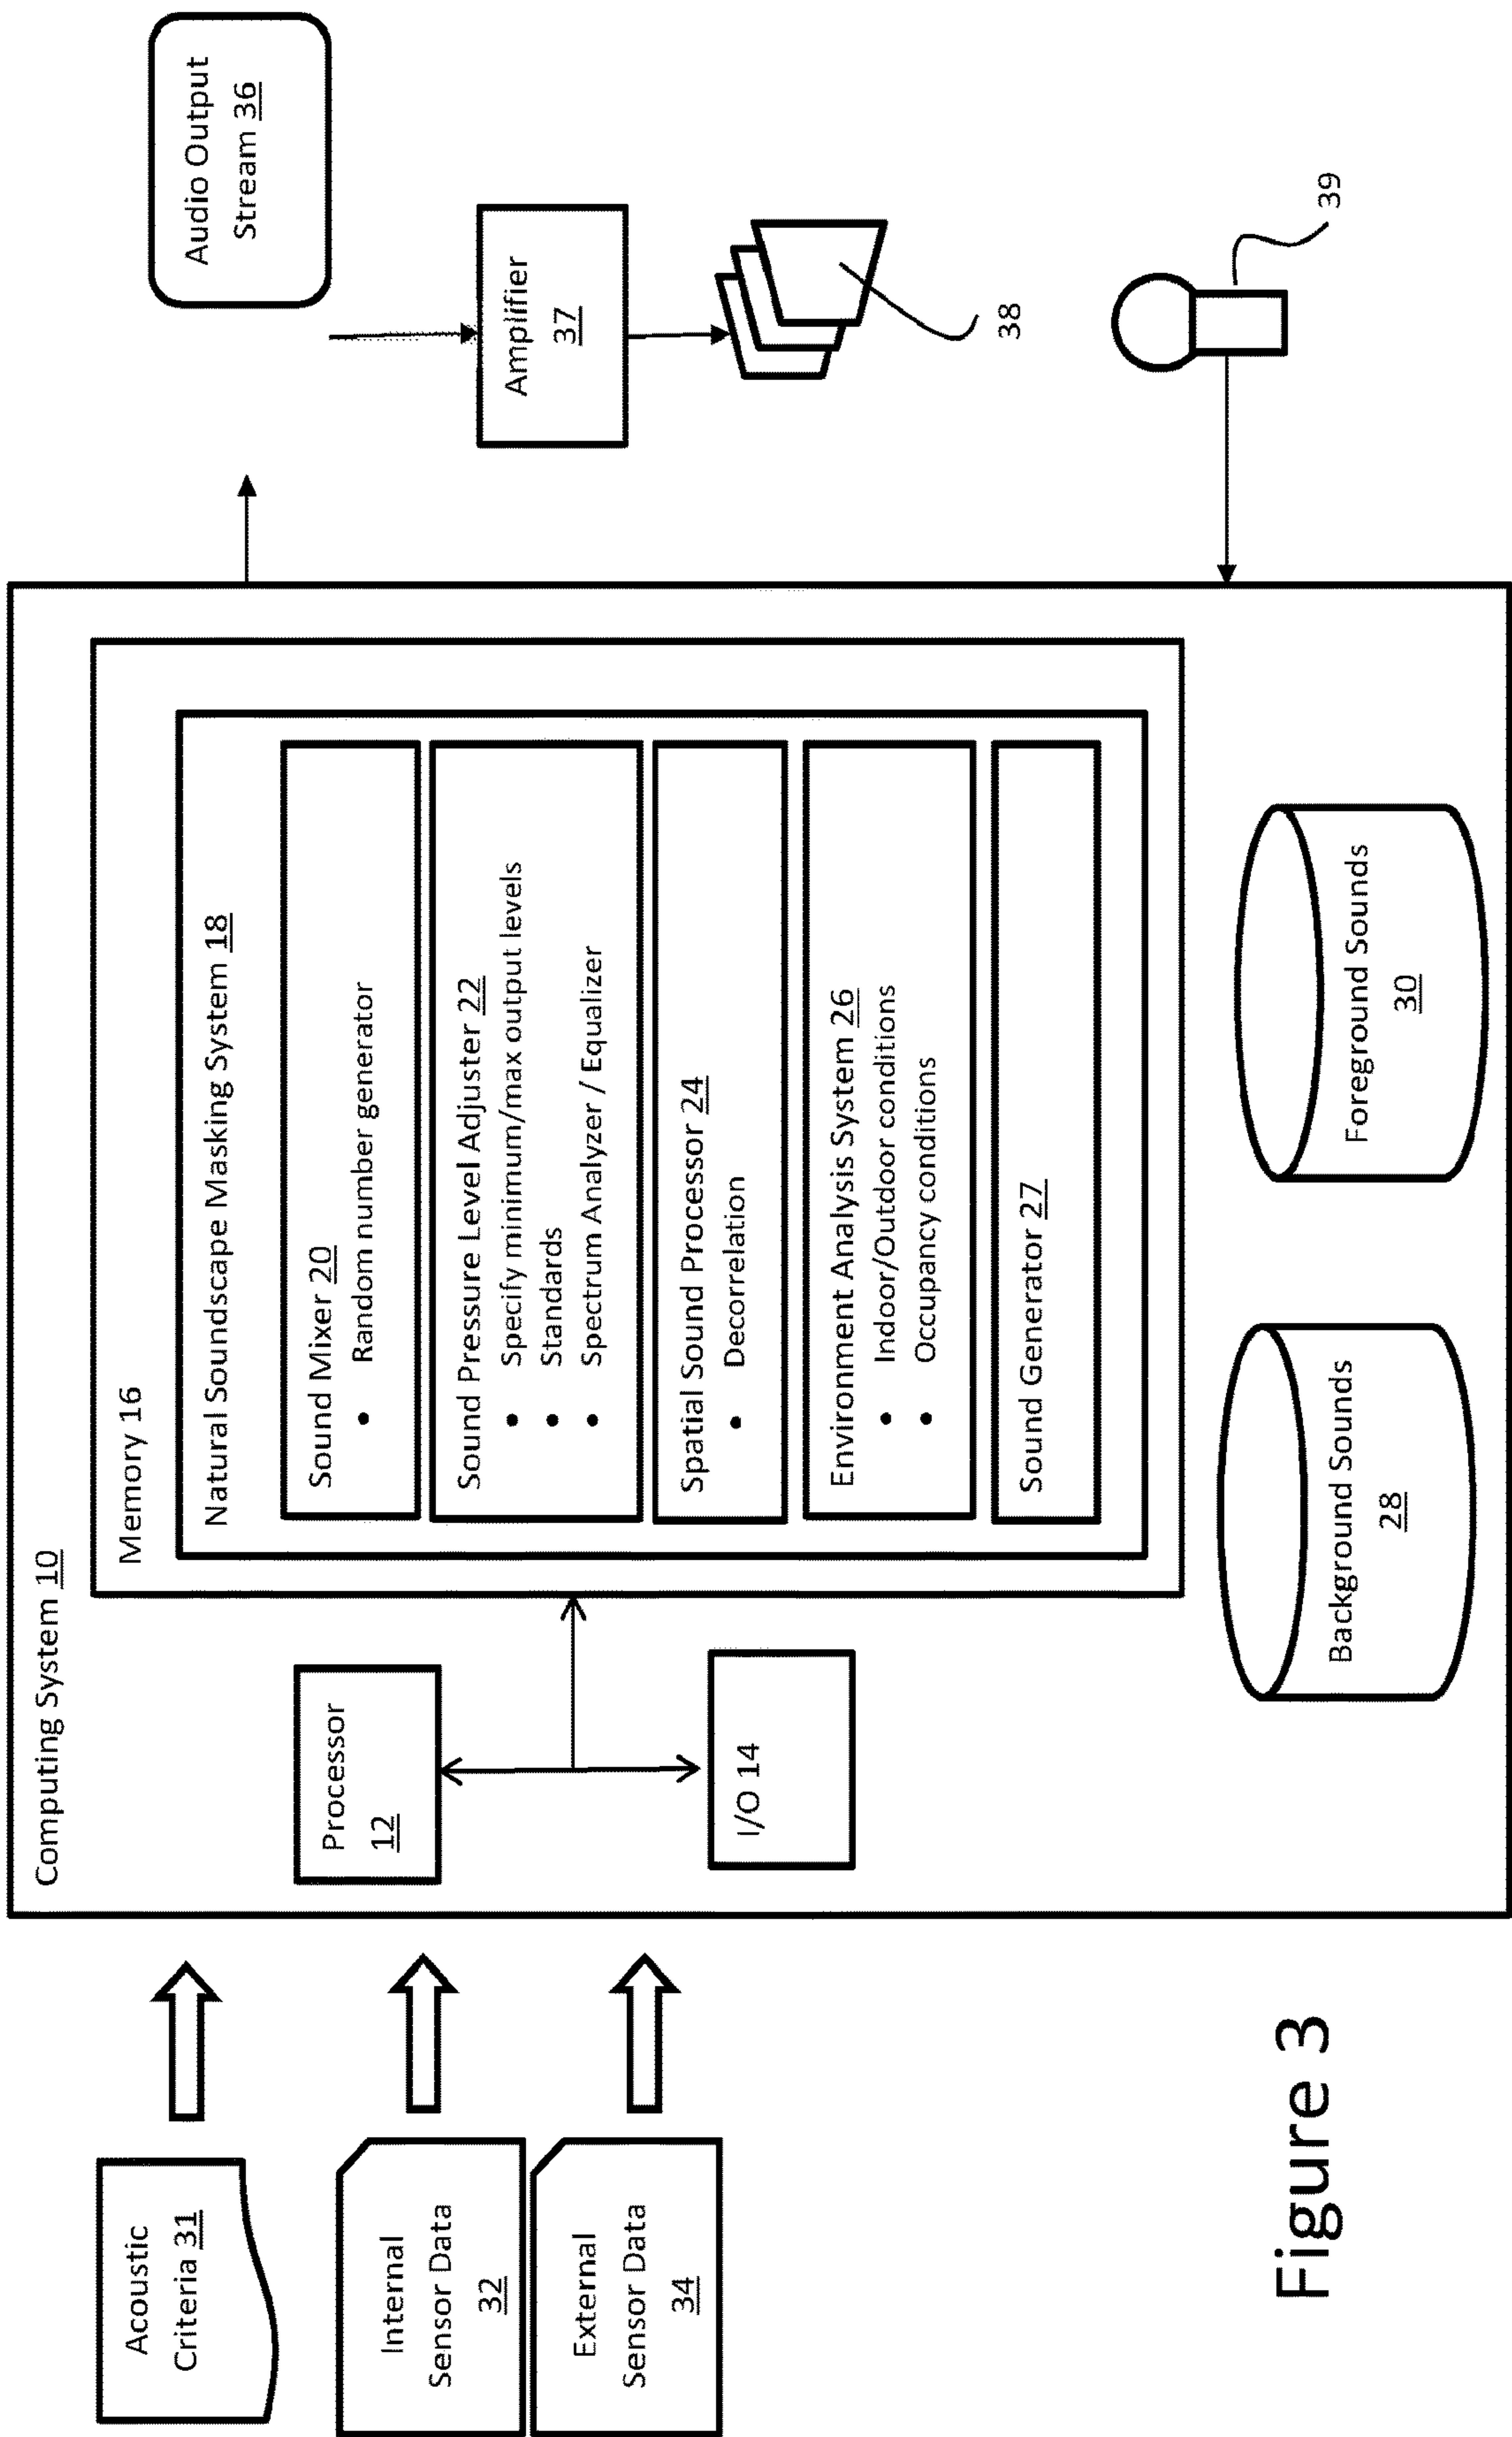 Acoustic
Criteria 31
Internal
Sensor Data
32
External
Sensor Data
34
Computing System 10
Processor
12
I/O 14
Memory 16
Natural Soundscape Masking System 18
Sound Mixer 20
• Random number generator
Sound Pressure Level Adjuster 22
• Specify minimum/max output levels
• Standards
• Spectrum Analyzer / Equalizer
Spatial Sound Processor 24
• Decorrelation
Environment Analysis System 26
• Indoor/Outdoor conditions
• Occupancy conditions
Sound Generator 27
Background Sounds
28
Foreground Sounds
30
Audio Output
Stream 36
Amplifier
37
38
39
Figure 3